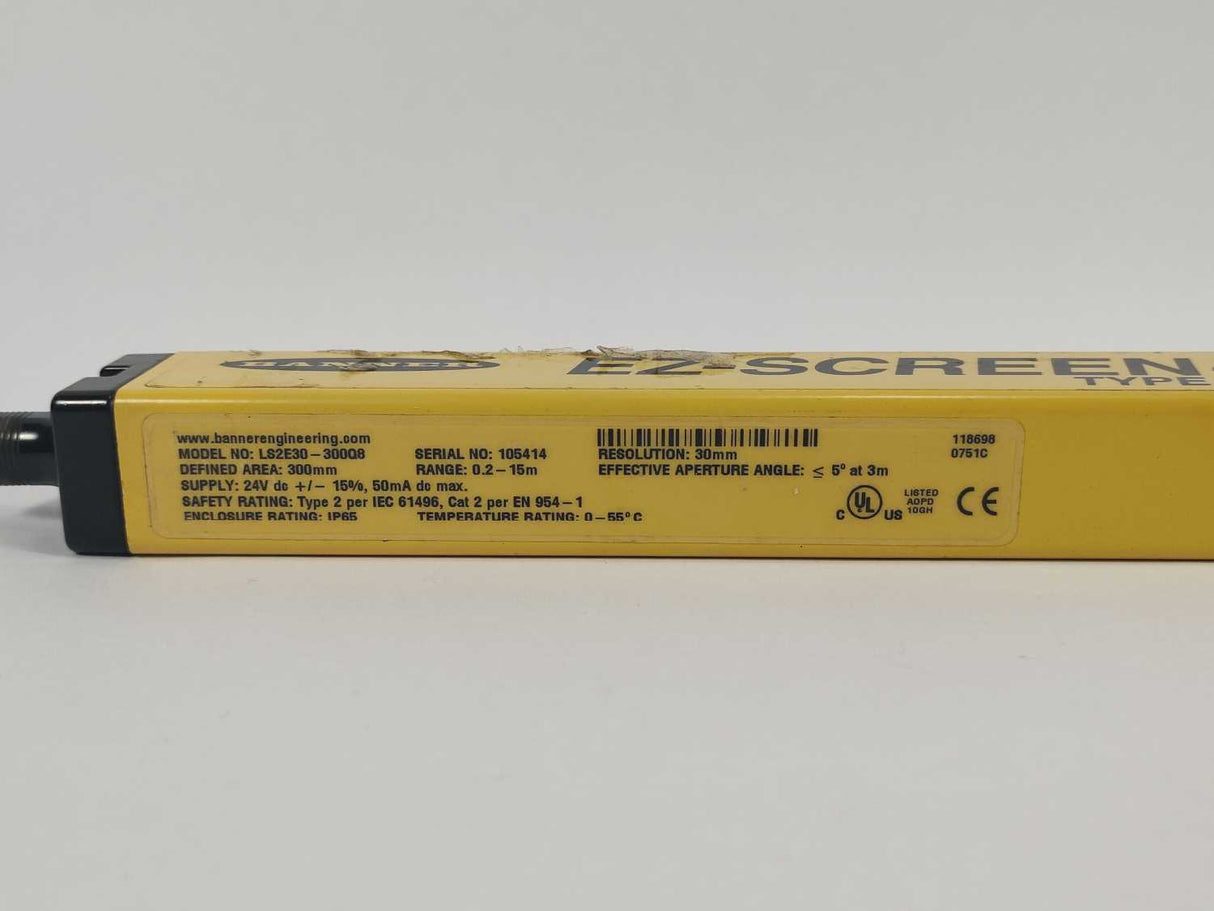 BANNER EZ-SCREEN
TYPE
www.bannerengineering.com
MODEL NO: LS2E30-300Q8 SERIAL NO: 105414 RESOLUTION: 30mm
DEFINED AREA: 300mm RANGE: 0.2-15m EFFECTIVE APERTURE ANGLE: ≤ 5° at 3m
SUPPLY: 24V dc +/- 15%, 50mA dc max.
SAFETY RATING: Type 2 per IEC 61496, Cat 2 per EN 954-1
ENCLOSURE RATING: IP65 TEMPERATURE RATING: 0-55°C
118698
0751C
C UL US
LISTED
AOPD
10GH
CE